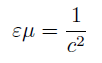 εμ = 1/c²